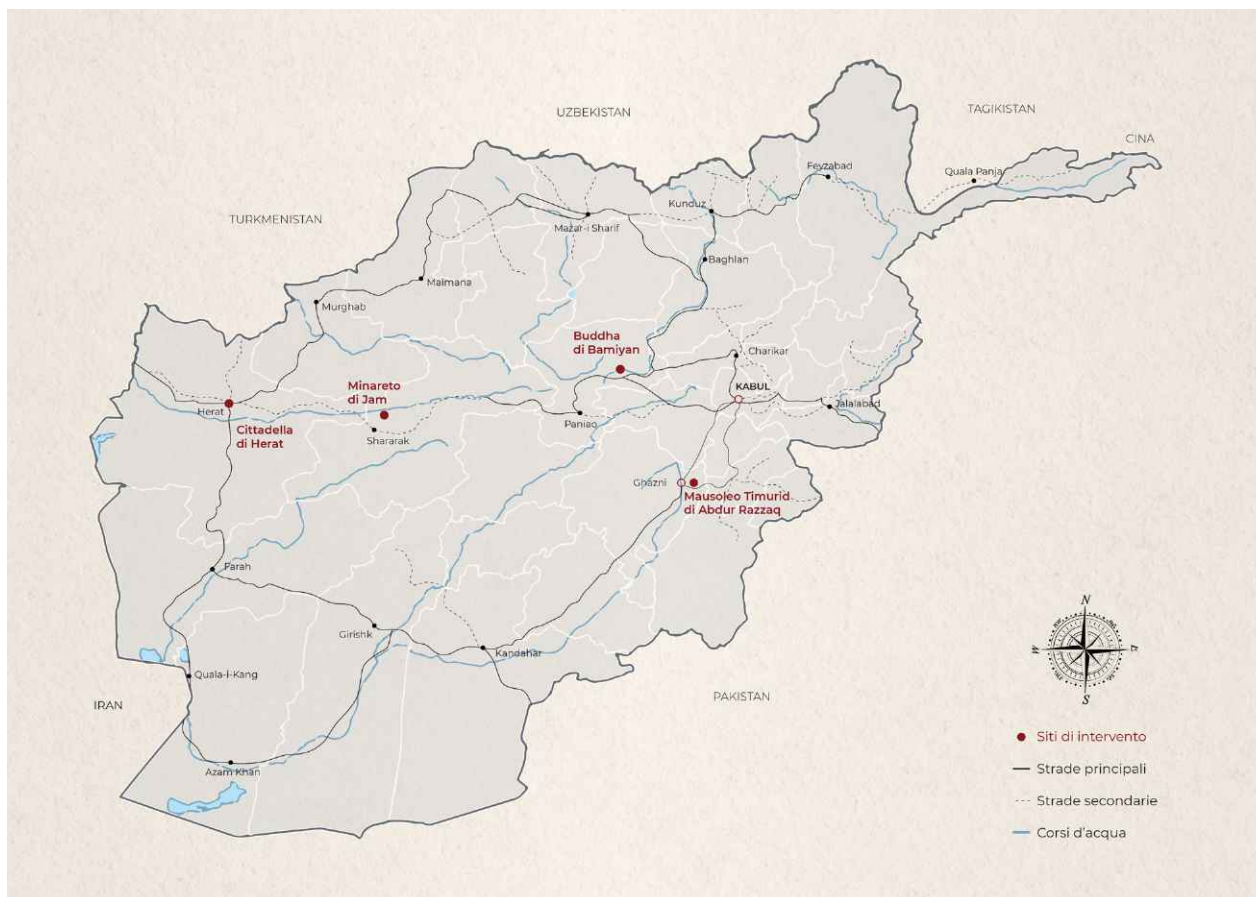 UZBEKISTAN
TAGIKISTAN
CINA
TURKMENISTAN
Feyzabad
Quala Panja
Kunduz
Mazar-i Sharif
Baghlan
Maimana
Murghab
Buddha
di Bamiyan
Charikar
Minareto
di Jam
KABUL
Herat
Jalalabad
Cittadella
di Herat
Shararak
Paniao
Ghazni
Mausoleo Timurid
di Abdur Razzaq
Farah
Girishk
Kandahar
Quala-I-Kang
PAKISTAN
IRAN
Azam Khan
N
W
E
S
Siti di intervento
Strade principali
Strade secondarie
Corsi d'acqua